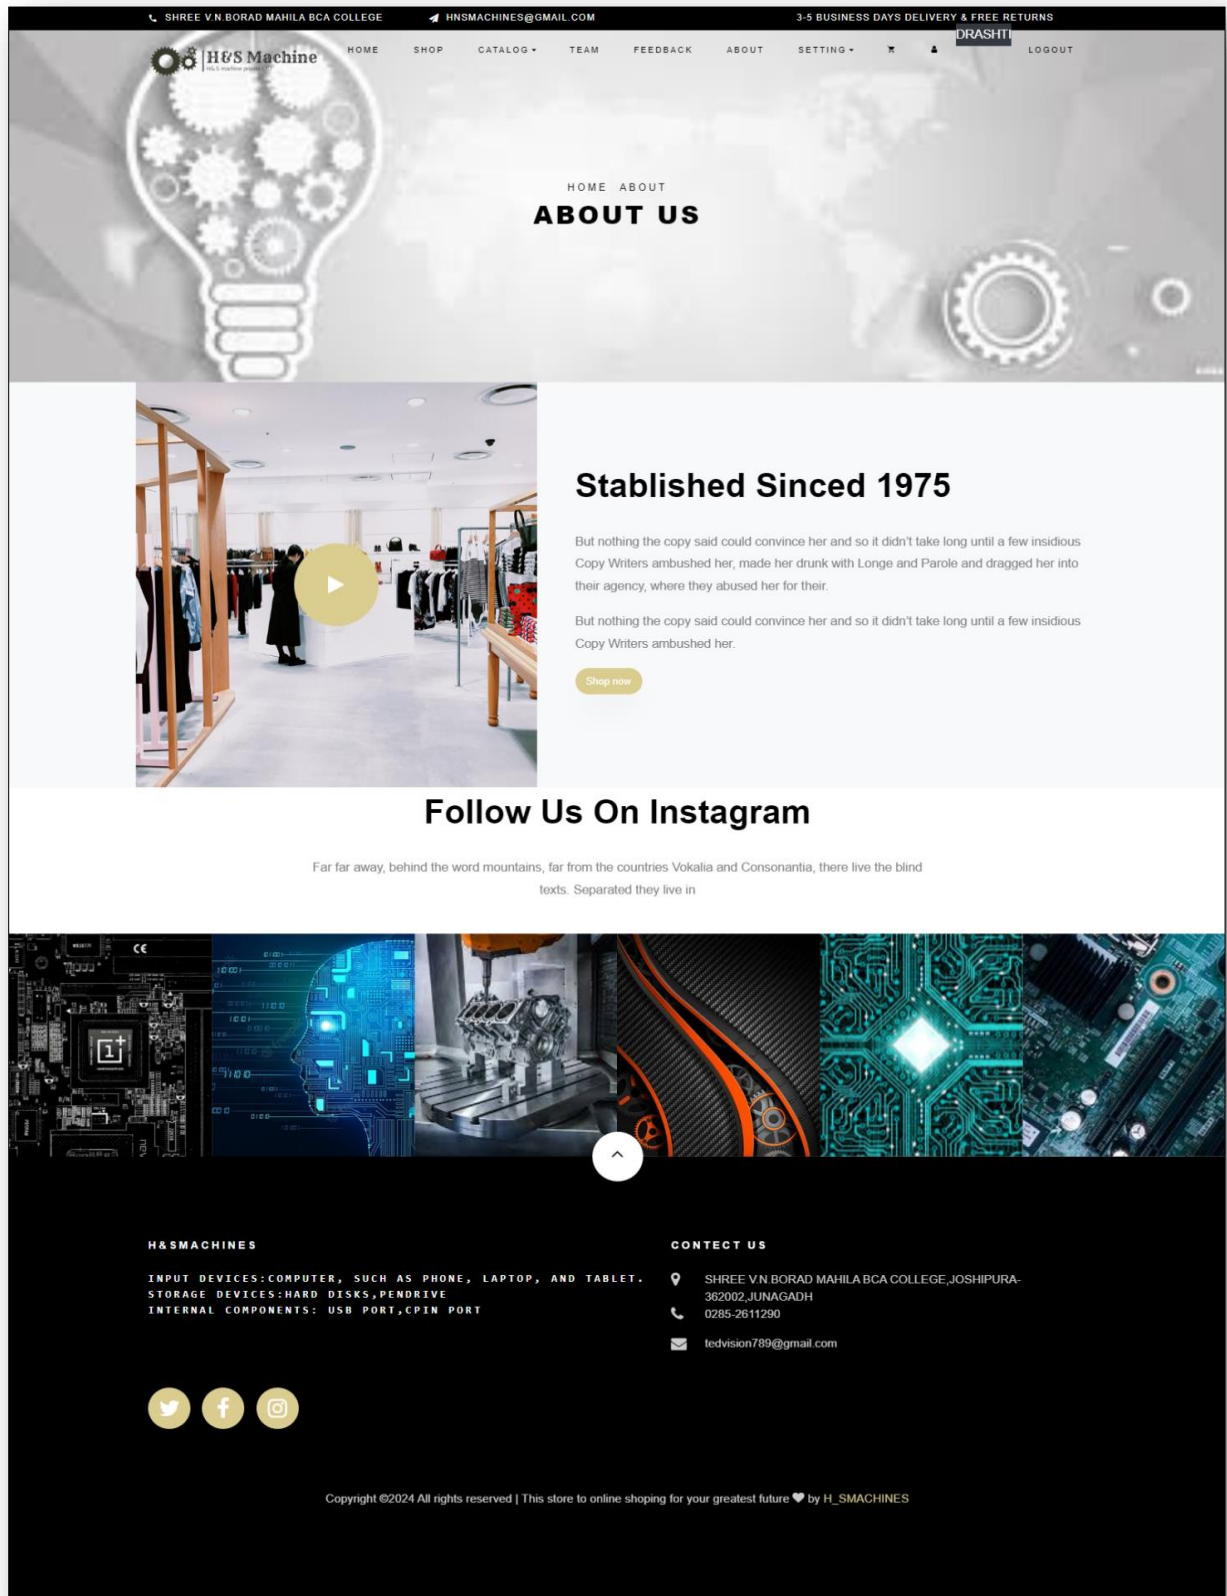 SHREE V.N.BORAD MAHILA BCA COLLEGE HNSMACHINES@GMAIL.COM 3-5 BUSINESS DAYS DELIVERY & FREE RETURNS
DRASHTI
H&S Machine HOME SHOP CATALOG TEAM FEEDBACK ABOUT SETTING LOGOUT
HOME ABOUT
ABOUT US
Stablished Sinced 1975
But nothing the copy said could convince her and so it didn't take long until a few insidious
Copy Writers ambushed her, made her drunk with Longe and Parole and dragged her into
their agency, where they abused her for their.
But nothing the copy said could convince her and so it didn't take long until a few insidious
Copy Writers ambushed her.
Shop now
Follow Us On Instagram
Far far away, behind the word mountains, far from the countries Vokalia and Consonantia, there live the blind
texts. Separated they live in
H&SMACHINES
INPUT DEVICES:COMPUTER, SUCH AS PHONE, LAPTOP, AND TABLET.
STORAGE DEVICES:HARD DISKS,PENDRIVE
INTERNAL COMPONENTS: USB PORT,CPIN PORT
CONTECT US
SHREE V.N.BORAD MAHILA BCA COLLEGE,JOSHIPURA-
362002,JUNAGADH
0285-2611290
tedvision789@gmail.com
Copyright ©2024 All rights reserved | This store to online shoping for your greatest future by H_SMACHINES